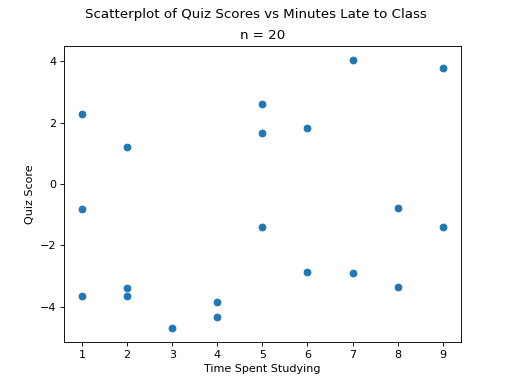 Scatterplot of Quiz Scores vs Minutes Late to Class
n = 20
4
2
0
−2
−4
Quiz Score
1 2 3 4 5 6 7 8 9
Time Spent Studying